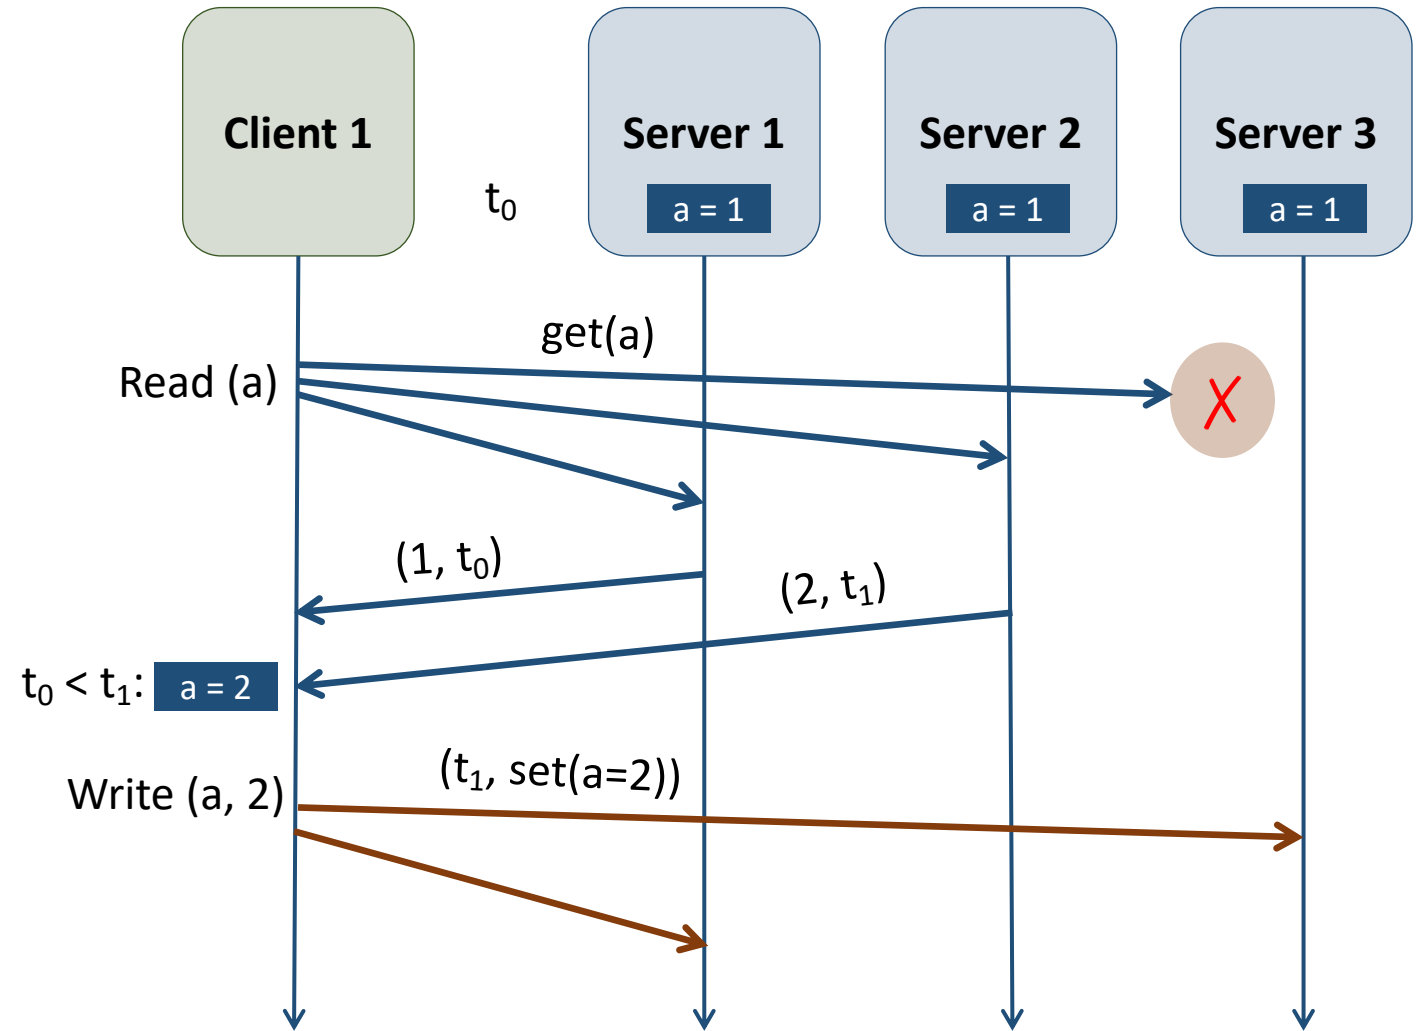 Client 1
Server 1
Server 2
Server 3
t₀
a = 1
a = 1
a = 1
get(a)
Read (a)
X
(1, t₀)
(2, t₁)
t₀ < t₁:
a = 2
(t₁, set(a=2))
Write (a, 2)